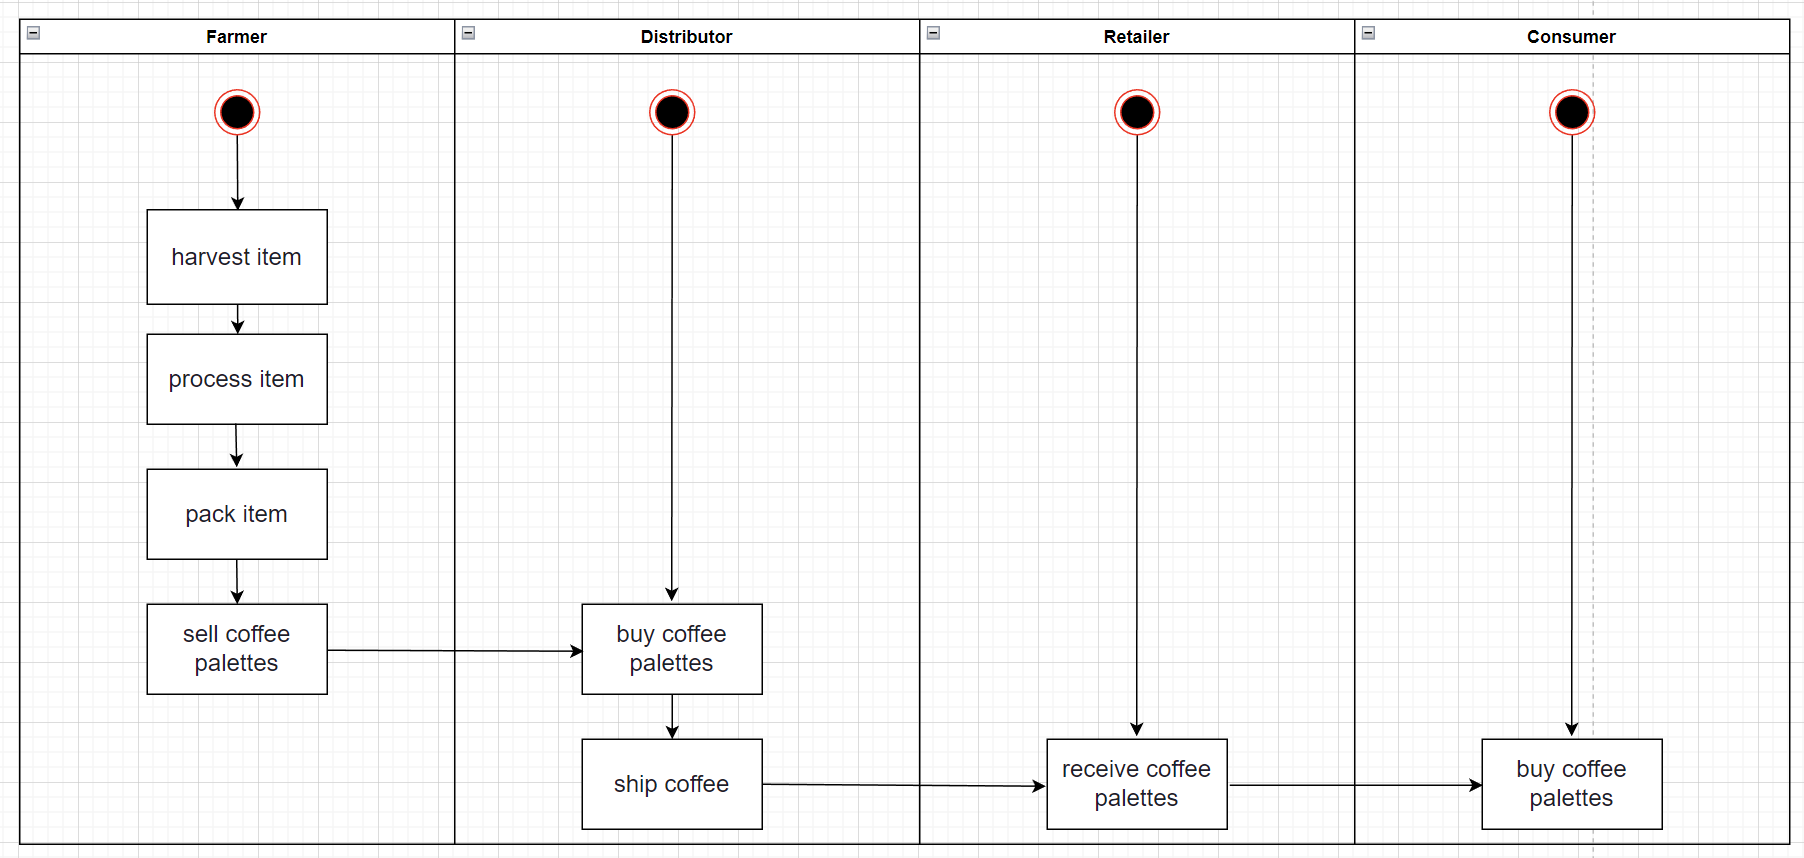 Farmer
Distributor
Retailer
Consumer
harvest item
process item
pack item
sell coffee
palettes
buy coffee
palettes
ship coffee
receive coffee
palettes
buy coffee
palettes